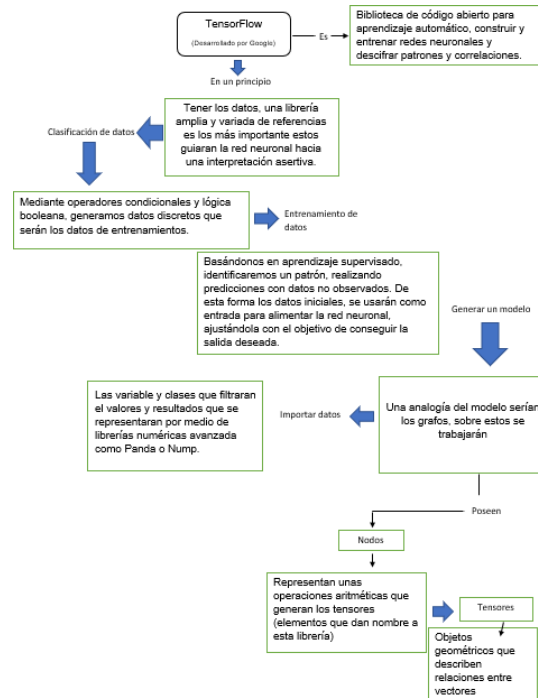 TensorFlow
(Desarrollado por Google)
Es
Biblioteca de código abierto para
aprendizaje automático, construir y
entrenar redes neuronales y
descifrar patrones y correlaciones.
En un principio
Tener los datos, una librería
amplia y variada de referencias
es los más importante estos
guiaran la red neuronal hacia
una interpretación asertiva.
Clasificación de datos
Mediante operadores condicionales y lógica
booleana, generamos datos discretos que
serán los datos de entrenamientos.
Entrenamiento de
datos
Basándonos en aprendizaje supervisado,
identificaremos un patrón, realizando
predicciones con datos no observados. De
esta forma los datos iniciales, se usarán como
entrada para alimentar la red neuronal,
ajustándola con el objetivo de conseguir la
salida deseada.
Generar un modelo
Una analogía del modelo serían
los grafos, sobre estos se
trabajarán
Importar datos
Las variable y clases que filtraran
el valores y resultados que se
representaran por medio de
librerías numéricas avanzada
como Panda o Nump.
Poseen
Nodos
Representan unas
operaciones aritméticas que
generan los tensores
(elementos que dan nombre a
esta librería)
Tensores
Objetos
geométricos que
describen
relaciones entre
vectores